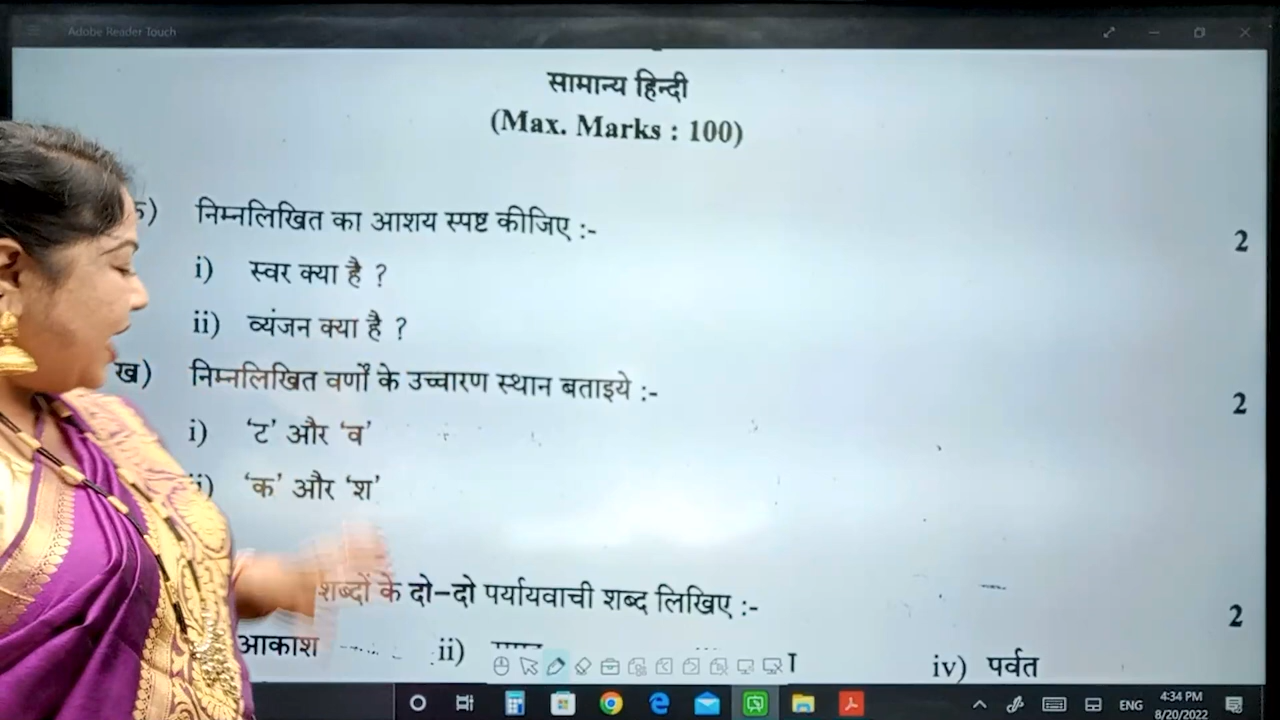 Adobe Reader Touch
सामान्य हिन्दी
(Max. Marks : 100)
निम्नलिखित का आशय स्पष्ट कीजिए :- 2
i) स्वर क्या है ?
ii) व्यंजन क्या है ?
ख) निम्नलिखित वर्णों के उच्चारण स्थान बताइये :- 2
i) ‘ट’ और ‘व’
ii) ‘क’ और ‘श’
शब्दों के दो-दो पर्यायवाची शब्द लिखिए :- 2
आकाश ii) iv) पर्वत
ENG 4:34 PM
8/20/2022